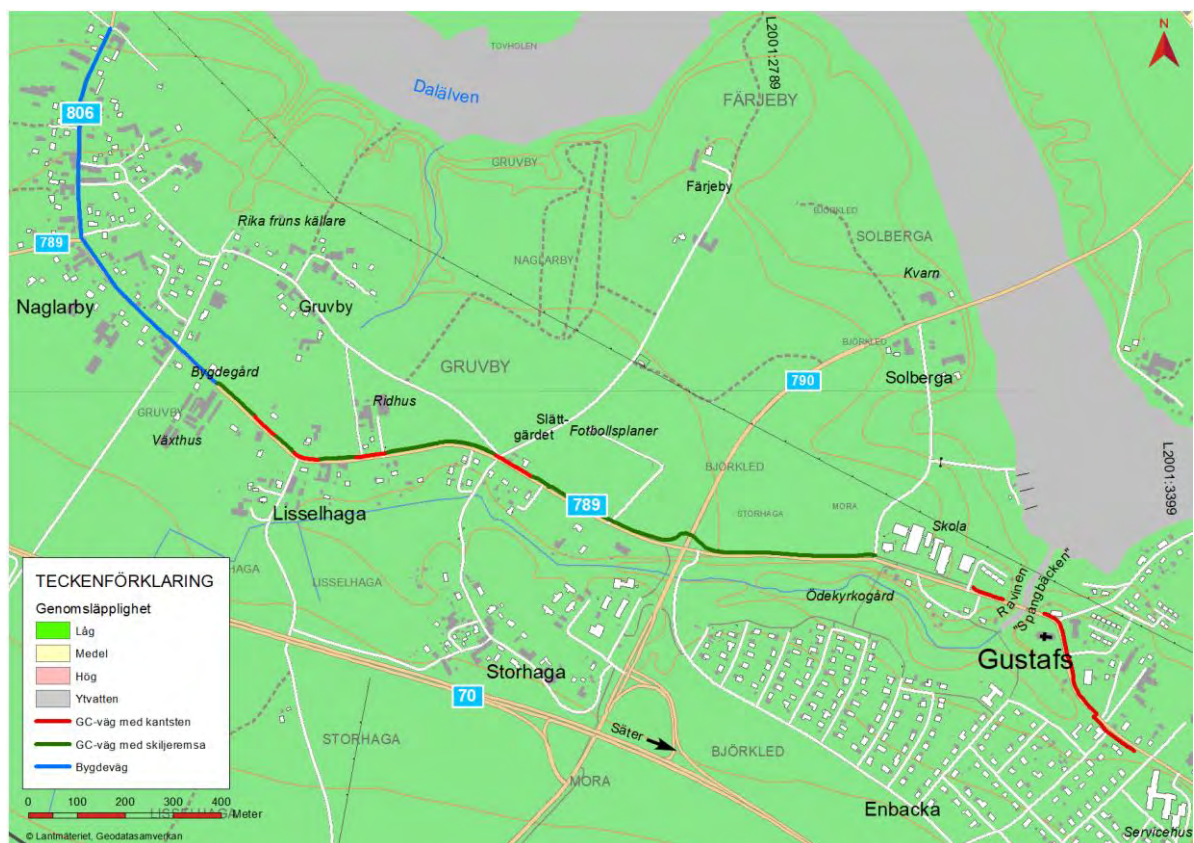 N
TOVHOLEN
Dalälven
L2001:2789
FÄRJEBY
806
GRUVBY
Färjeby
BJÖRKLED
SOLBERGA
Rika fruns källare
789
NAGLARBY
Kvarn
Naglarby
Gruvby
BJÖRKLED
GRUVBY
Bygdegård
790
Solberga
GRUVBY
Ridhus
Slätt-
gärdet
Fotbollsplaner
Växthus
BJÖRKLED
L2001:3399
789
STORHAGA
MORA
Lisselhaga
Skola
LISSELHAGA
Ödekyrkogård
Ravinen
"Spångbäcken"
Gustafs
Storhaga
70
Säter
STORHAGA
BJÖRKLED
MORA
Enbacka
Servicehus
TECKENFÖRKLARING
Genomsläpplighet
Låg
Medel
Hög
Ytvatten
GC-väg med kantsten
GC-väg med skiljeremsa
Bygdeväg
0 100 200 300 400 Meter
© Lantmäteriet, Geodatasamverkan